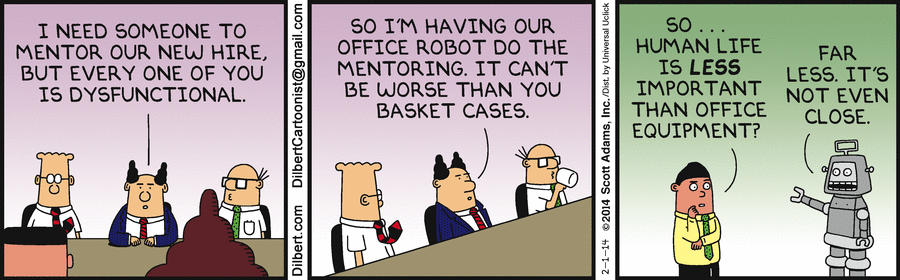 I NEED SOMEONE TO
MENTOR OUR NEW HIRE,
BUT EVERY ONE OF YOU
IS DYSFUNCTIONAL.
Dilbert.com DilbertCartoonist@gmail.com
SO I'M HAVING OUR
OFFICE ROBOT DO THE
MENTORING. IT CAN'T
BE WORSE THAN YOU
BASKET CASES.
2-1-14 © 2014 Scott Adams, Inc. /Dist. by Universal Uclick
SO ...
HUMAN LIFE
IS LESS
IMPORTANT
THAN OFFICE
EQUIPMENT?
FAR
LESS. IT'S
NOT EVEN
CLOSE.